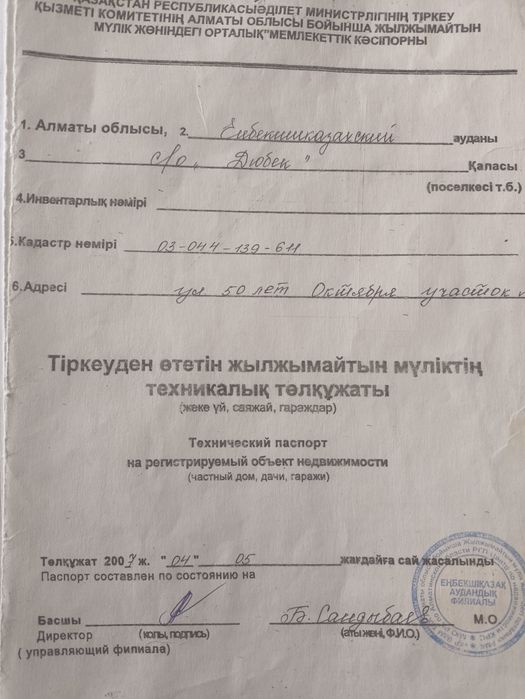 ҚАЗАҚСТАН РЕСПУБЛИКАСЫӘДІЛЕТ МИНИСТРЛІГІНІҢ ТІРКЕУ
ҚЫЗМЕТІ КОМИТЕТІНІҢ АЛМАТЫ ОБЛЫСЫ БОЙЫНША ЖЫЛЖЫМАЙТЫН
МҮЛІК ЖӨНІНДЕГІ ОРТАЛЫҚ"МЕМЛЕКЕТТІК КӘСІПОРНЫ
1. Алматы облысы, 2. Енбекшиказахский ауданы
3 с/о "Дюбек" Қаласы
(поселкесі т.б.)
4.Инвентарлық нөмірі
5.Кадастр нөмірі 03-044-139-611
6.Адресі ул 50 лет Октября участок
Тіркеуден өтетін жылжымайтын мүліктің
техникалық төлқұжаты
(жеке үй, саяжай, гараждар)
Технический паспорт
на регистрируемый объект недвижимости
(частный дом, дачи, гаражи)
Төлқұжат 2007 ж. "04" 05 жағдайға сай жасалынды
Паспорт составлен по состоянию на
Басшы Б. Сандыбаев М.О
Директор (қолы, подпись) (аты жөні, Ф.И.О.)
( управляющий филиала)
ЕҢБЕКШІҚАЗАҚ
АУДАНДЫҚ
ФИЛИАЛЫ